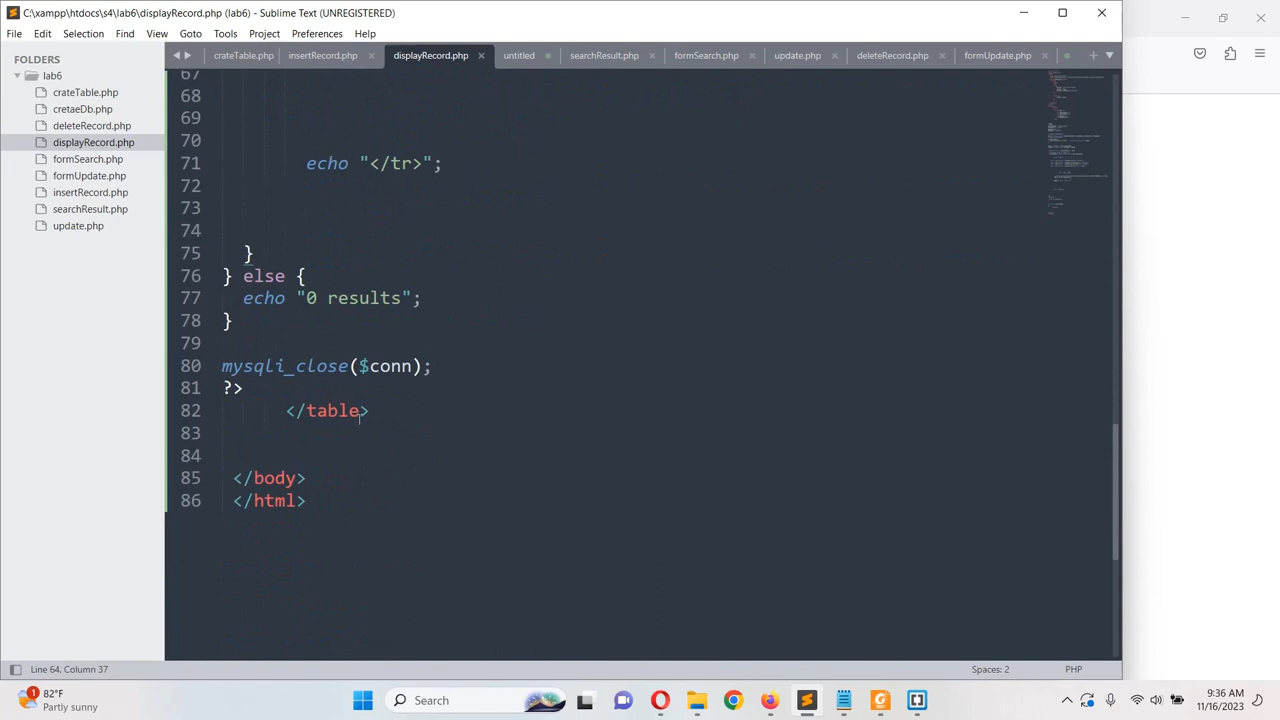 C:\xampp\htdocs\s4\lab6\displayRecord.php (lab6) - Sublime Text (UNREGISTERED)
File Edit Selection Find View Goto Tools Project Preferences Help
FOLDERS
lab6
crateTable.php
cretaeDb.php
deleteRecord.php
displayRecord.php
formSearch.php
formUpdate.php
insertRecord.php
searchResult.php
update.php
crateTable.php insertRecord.php displayRecord.php untitled searchResult.php formSearch.php update.php deleteRecord.php formUpdate.php
67
68
69
70
71 echo "</tr>";
72
73
74
75 }
76 } else {
77 echo "0 results";
78 }
79
80 mysqli_close($conn);
81 ?>
82 </table>
83
84
85 </body>
86 </html>
Line 64, Column 37 Spaces: 2 PHP
1 82°F
Partly sunny
Search
9:36 AM
11/16/2023